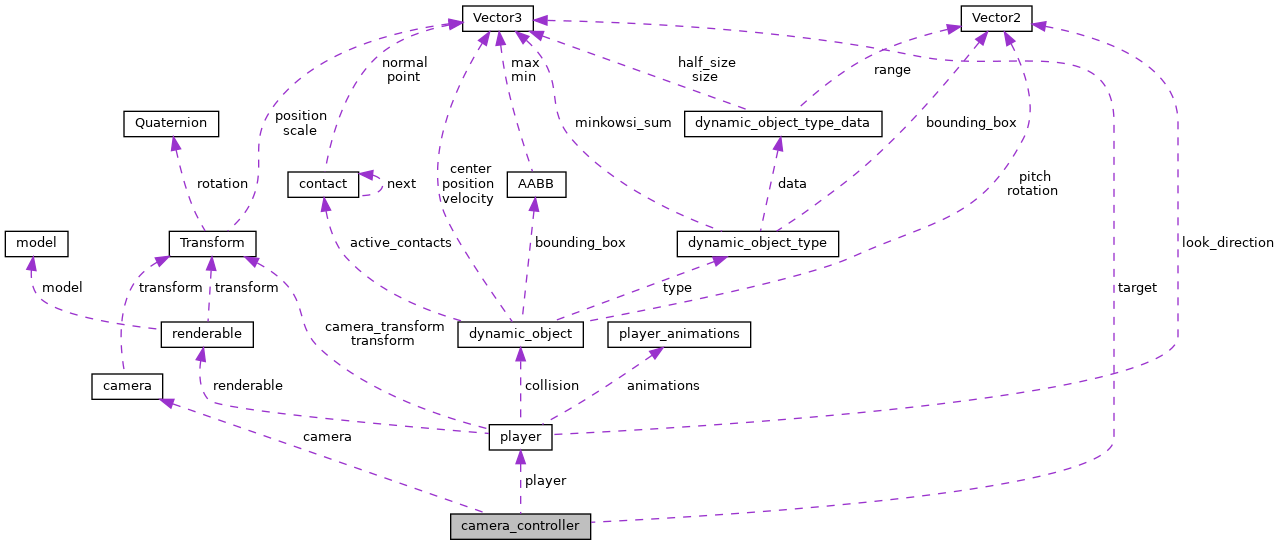 Vector3
Vector2
normal
point
max
min
half_size
size
range
Quaternion
position
scale
minkowsi_sum
dynamic_object_type_data
bounding_box
rotation
contact
next
center
position
velocity
AABB
data
pitch
rotation
model
Transform
active_contacts
bounding_box
dynamic_object_type
look_direction
model
transform
transform
type
target
renderable
camera_transform
transform
dynamic_object
player_animations
camera
renderable
collision
animations
camera
player
player
camera_controller